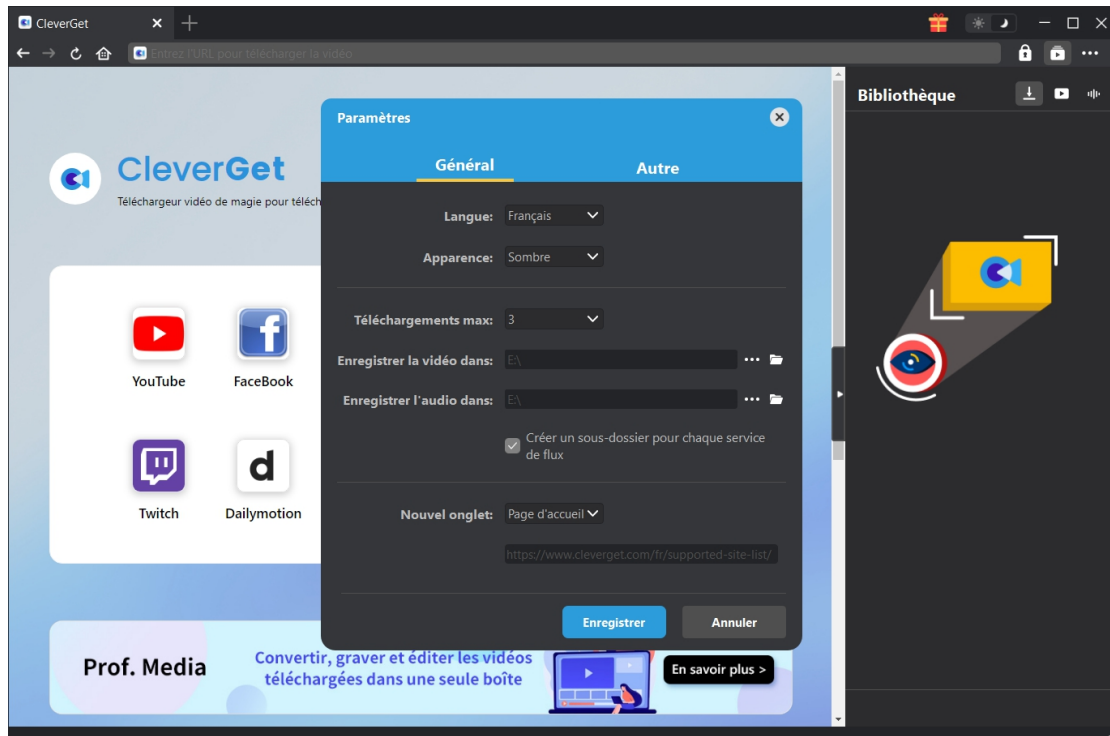 CleverGet
Entrez l'URL pour télécharger la vidéo
Bibliothèque
CleverGet
Téléchargeur vidéo de magie pour téléch
YouTube
FaceBook
Twitch
Dailymotion
Paramètres
Général
Autre
Langue: Français
Apparence: Sombre
Téléchargements max: 3
Enregistrer la vidéo dans: E:\
Enregistrer l'audio dans: E:\
Créer un sous-dossier pour chaque service
de flux
Nouvel onglet: Page d'accueil
https://www.cleverget.com/fr/supported-site-list/
Enregistrer
Annuler
Prof. Media
Convertir, graver et éditer les vidéos
téléchargées dans une seule boîte
En savoir plus >